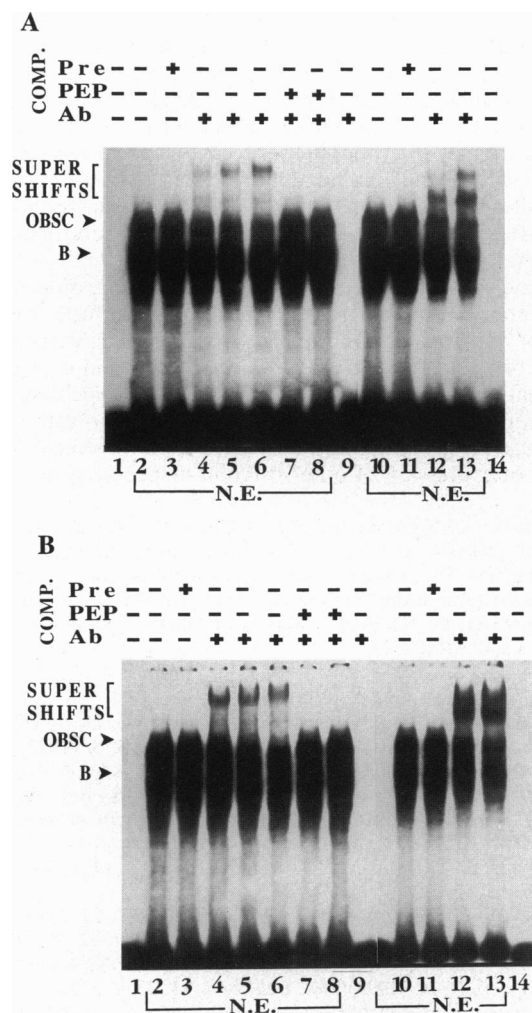 A
COMP.
Pre – – + – – – – – – – + – – –
PEP – – – – – – + + – – – – – –
Ab – – – + + + + + + – – + + –
SUPER
SHIFTS
OBSC ➤
B ➤
1 2 3 4 5 6 7 8 9 10 11 12 13 14
N.E. N.E.
B
COMP.
Pre – – + – – – – – – – + – – –
PEP – – – – – – + + – – – – – –
Ab – – – + + + + + + – – + + –
SUPER
SHIFTS
OBSC ➤
B ➤
1 2 3 4 5 6 7 8 9 10 11 12 13 14
N.E. N.E.